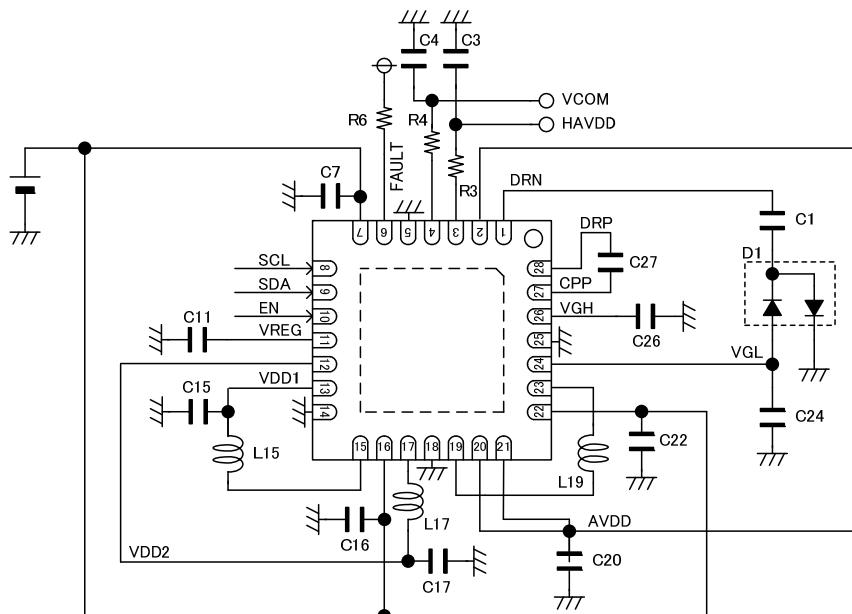 C4 C3
R6 R4 VCOM
HAVDD
FAULT
C7 R3 DRN
7 6 5 4 3 2 1
C1
DRP
D1
SCL 8 28 C27
SDA 9 27 CPP
EN 10 26 VGH
C11 VREG 11 25 C26
12 24 VGL
C15 VDD1 13 23
14 22 C24
C22
L15 15 16 17 18 19 20 21
L19
L17
C16 AVDD
VDD2 C17 C20